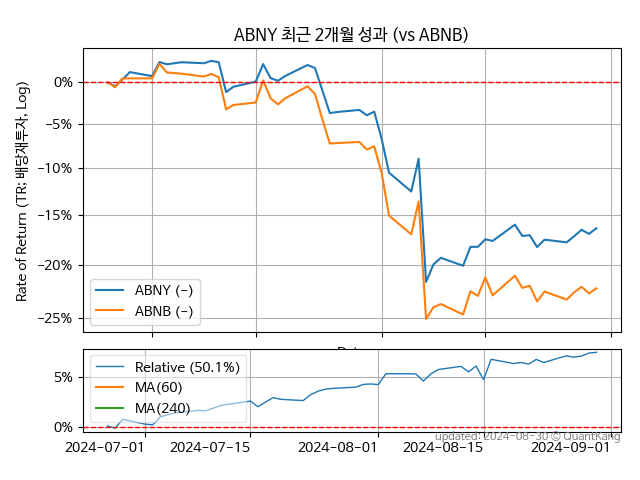 ABNY 최근 2개월 성과 (vs ABNB)
Rate of Return (TR; 배당재투자, Log)
0%
−5%
−10%
−15%
−20%
−25%
ABNY (-)
ABNB (-)
5%
0%
Relative (50.1%)
MA(60)
MA(240)
2024-07-01
2024-07-15
2024-08-01
2024-08-15
2024-09-01
updated: 2024-08-30 © QuantKang